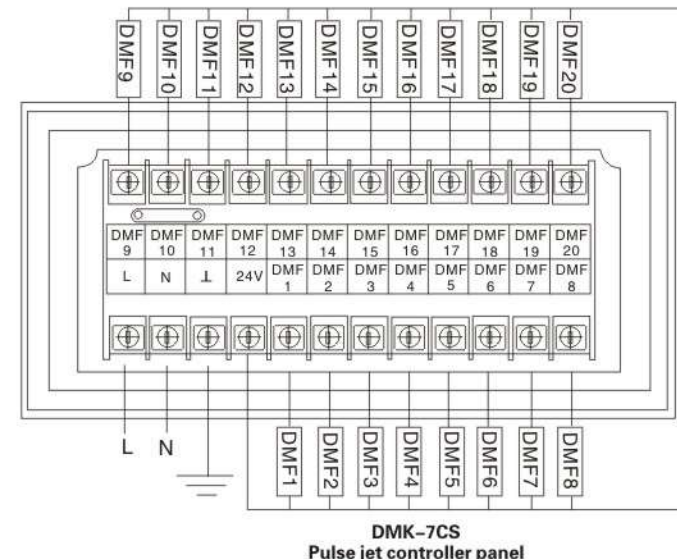 DMF9 DMF10 DMF11 DMF12 DMF13 DMF14 DMF15 DMF16 DMF17 DMF18 DMF19 DMF20
DMF DMF DMF DMF DMF DMF DMF DMF DMF DMF DMF DMF
9 10 11 12 13 14 15 16 17 18 19 20
L N ⊥ 24V DMF DMF DMF DMF DMF DMF DMF DMF
1 2 3 4 5 6 7 8
L N
DMF1 DMF2 DMF3 DMF4 DMF5 DMF6 DMF7 DMF8
DMK-7CS
Pulse jet controller panel